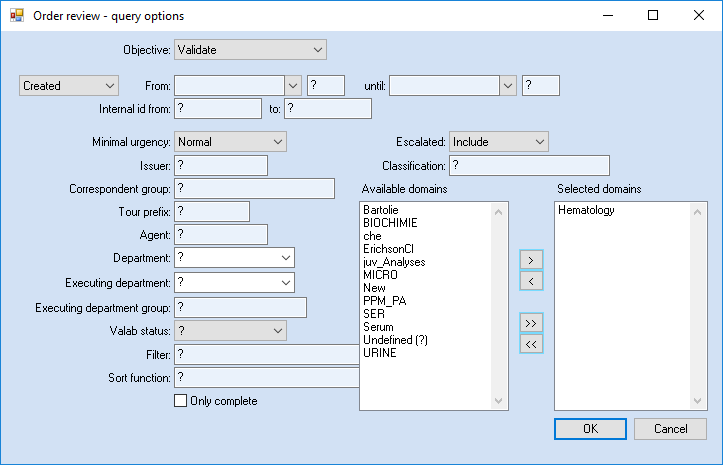 Order review - query options
Objective: Validate
Created From: ? until: ?
Internal id from: ? to: ?
Minimal urgency: Normal Escalated: Include
Issuer: ? Classification: ?
Correspondent group: ? Available domains Selected domains
Tour prefix: ?
Agent: ?
Department: ?
Executing department: ?
Executing department group: ?
Valab status: ?
Filter: ?
Sort function: ?
Only complete
Bartolie
BIOCHIMIE
che
ErichsonCl
juv_Analyses
MICRO
New
PPM_PA
SER
Serum
Undefined (?)
URINE
>
<
>>
<<
Hematology
OK Cancel